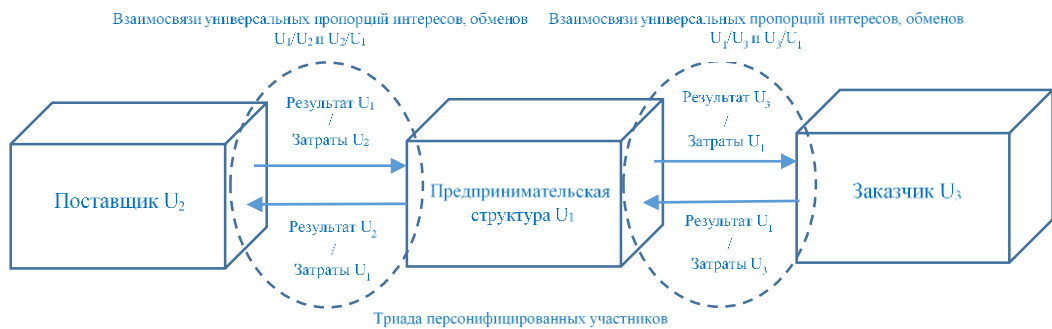 Взаимосвязи универсальных пропорций интересов, обменов
U₁/U₂ и U₂/U₁
Взаимосвязи универсальных пропорций интересов, обменов
U₁/U₃ и U₃/U₁
Результат U₁
/
Затраты U₂
Результат U₃
/
Затраты U₁
Поставщик U₂
Предпринимательская
структура U₁
Заказчик U₃
Результат U₂
/
Затраты U₁
Результат U₁
/
Затраты U₃
Триада персонифицированных участников